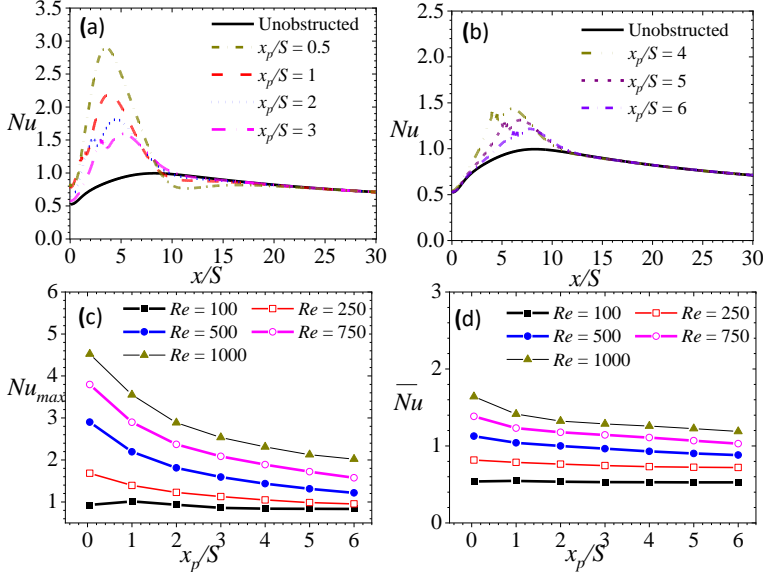 (a)
Unobstructed
x_p/S = 0.5
x_p/S = 1
x_p/S = 2
x_p/S = 3
3.5
3.0
2.5
2.0
1.5
1.0
0.5
0.0
Nu
0 5 10 15 20 25 30
x/S
(b)
Unobstructed
x_p/S = 4
x_p/S = 5
x_p/S = 6
2.5
2.0
1.5
1.0
0.5
0.0
Nu
0 5 10 15 20 25 30
x/S
(c)
Re = 100 Re = 250
Re = 500 Re = 750
Re = 1000
6
5
4
3
2
1
Nu_max
0 1 2 3 4 5 6
x_p/S
(d)
Re = 100 Re = 250
Re = 500 Re = 750
Re = 1000
3
2
1
0
N̅u̅
0 1 2 3 4 5 6
x_p/S